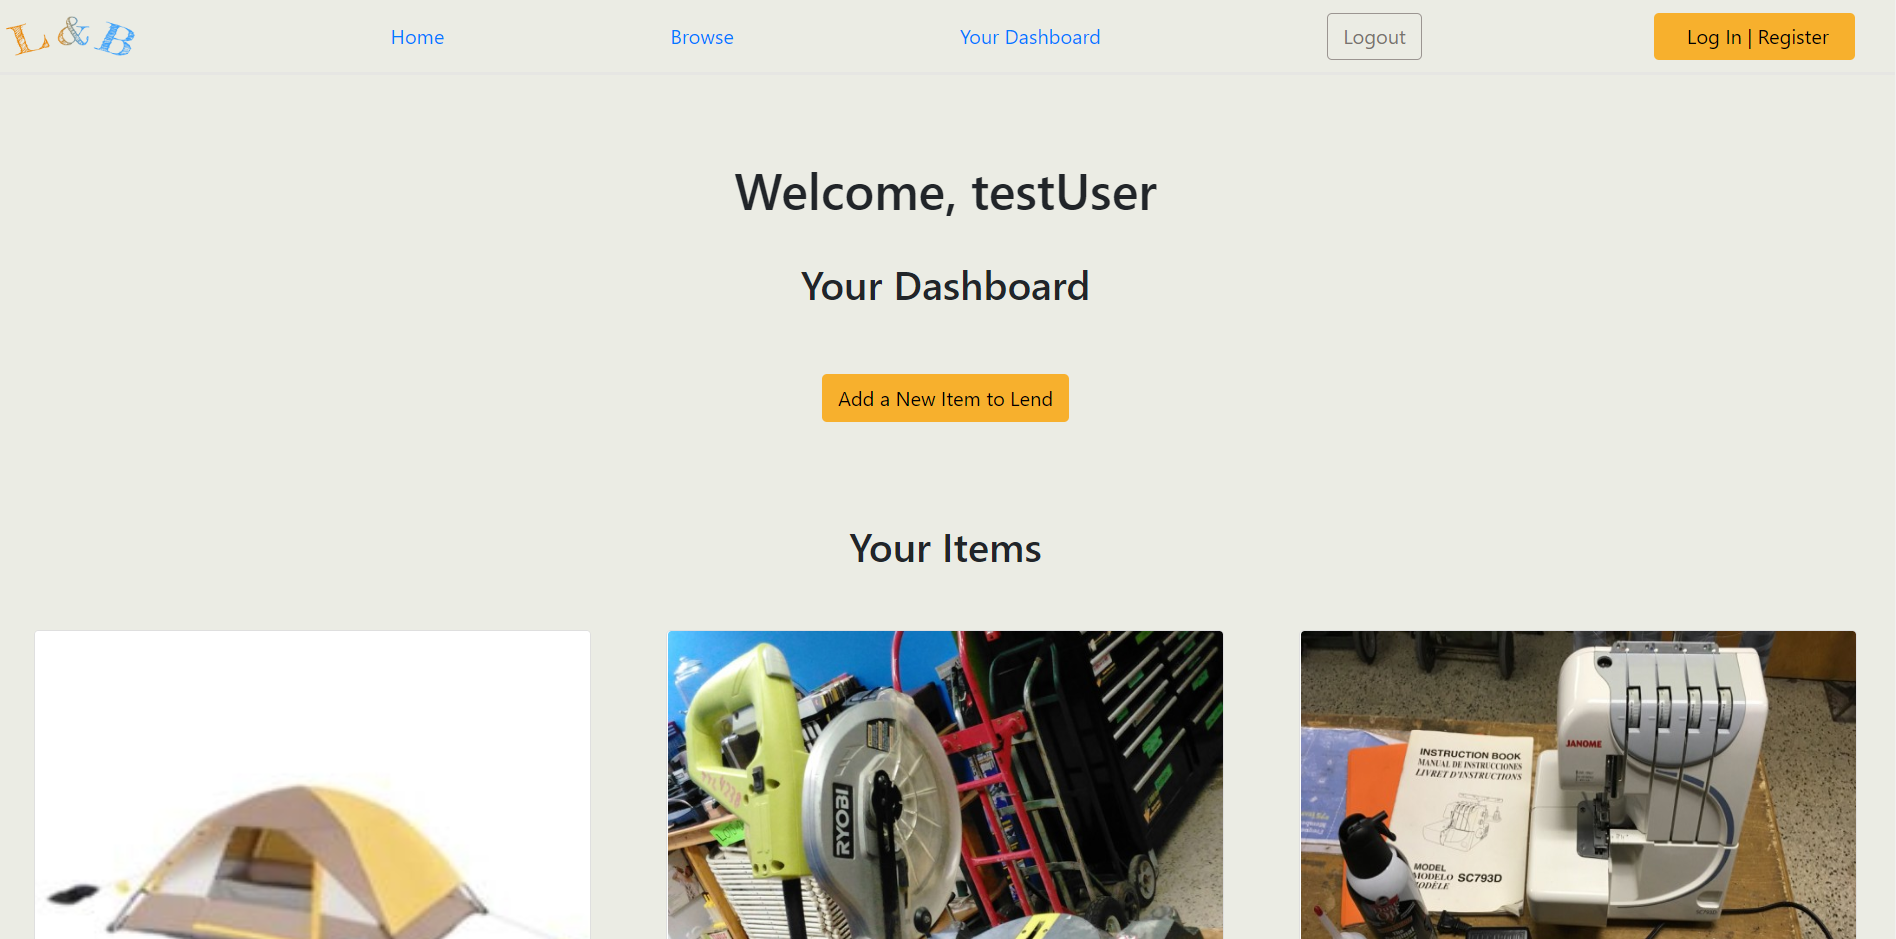 L & B
Home
Browse
Your Dashboard
Logout
Log In | Register
Welcome, testUser
Your Dashboard
Add a New Item to Lend
Your Items
RYOBI
JANOME
INSTRUCTION BOOK
MANUAL DE INSTRUCCIONES
LIVRET D'INSTRUCTIONS
MODEL
MODELO SC793D
MODÈLE